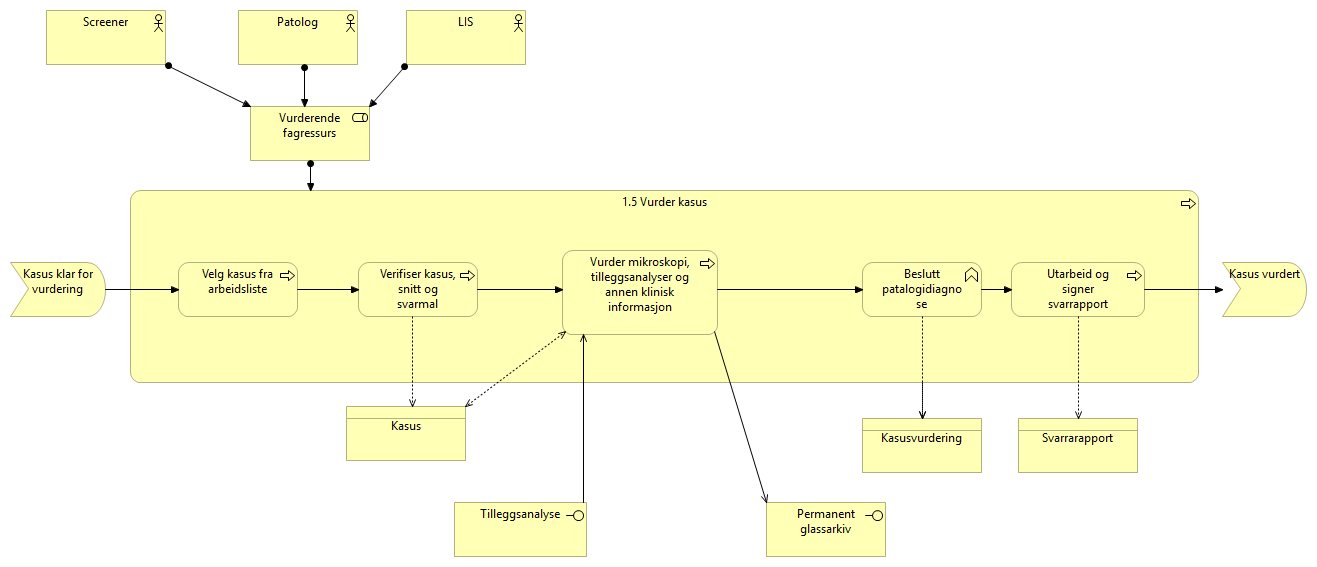 Screener
Patolog
LIS
Vurderende
fagressurs
1.5 Vurder kasus
Kasus klar for
vurdering
Velg kasus fra
arbeidsliste
Verifiser kasus,
snitt og
svarmal
Vurder mikroskopi,
tilleggsanalyser og
annen klinisk
informasjon
Beslutt
patalogidiagno
se
Utarbeid og
signer
svarrapport
Kasus vurdert
Kasus
Kasusvurdering
Svarrarapport
Tilleggsanalyse
Permanent
glassarkiv